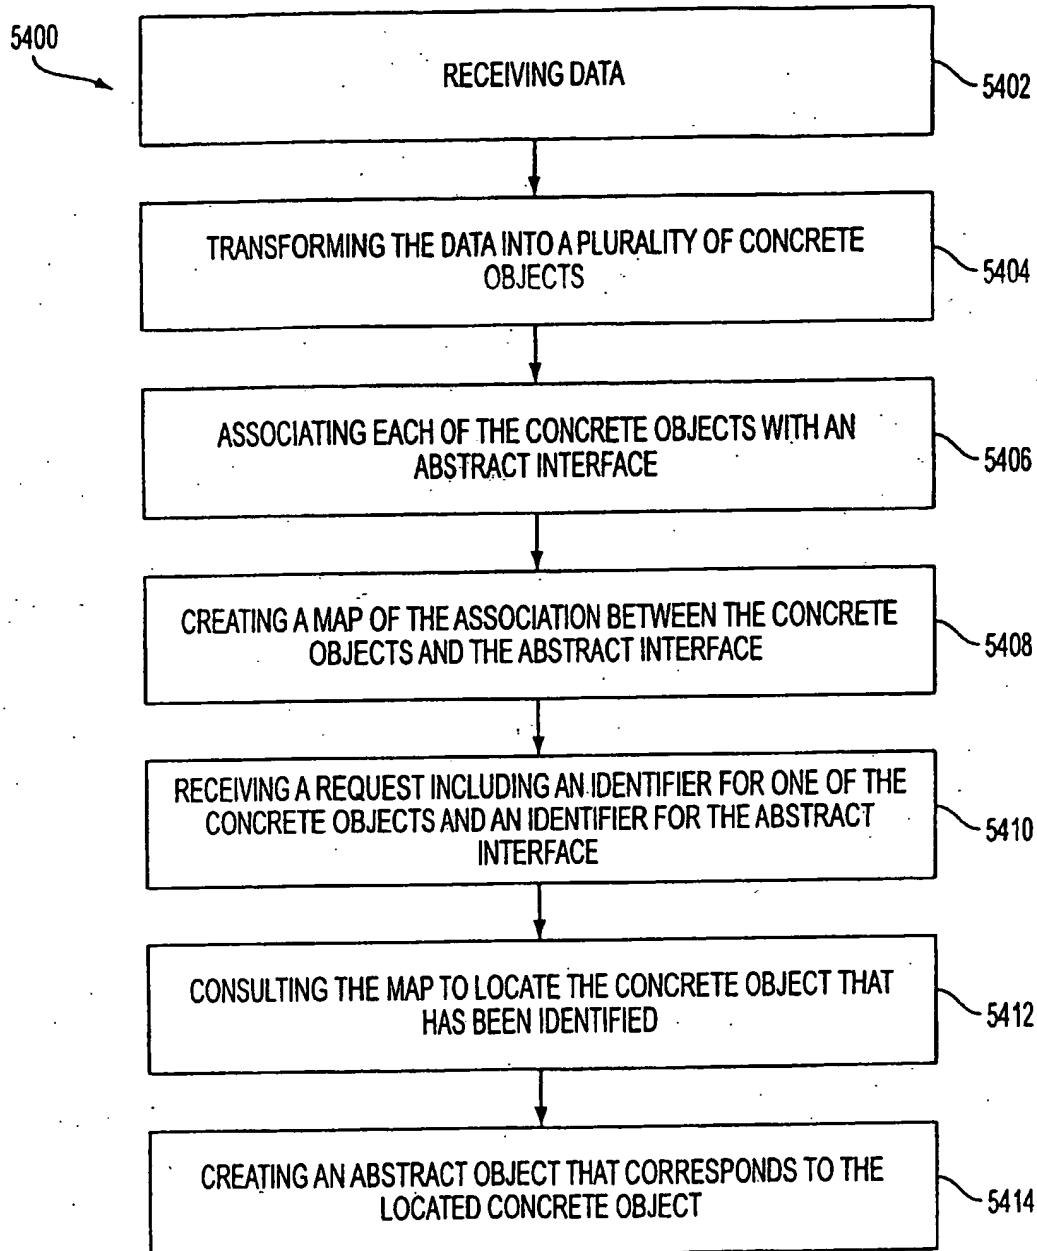 5400
RECEIVING DATA
5402
TRANSFORMING THE DATA INTO A PLURALITY OF CONCRETE
OBJECTS
5404
ASSOCIATING EACH OF THE CONCRETE OBJECTS WITH AN
ABSTRACT INTERFACE
5406
CREATING A MAP OF THE ASSOCIATION BETWEEN THE CONCRETE
OBJECTS AND THE ABSTRACT INTERFACE
5408
RECEIVING A REQUEST INCLUDING AN IDENTIFIER FOR ONE OF THE
CONCRETE OBJECTS AND AN IDENTIFIER FOR THE ABSTRACT
INTERFACE
5410
CONSULTING THE MAP TO LOCATE THE CONCRETE OBJECT THAT
HAS BEEN IDENTIFIED
5412
CREATING AN ABSTRACT OBJECT THAT CORRESPONDS TO THE
LOCATED CONCRETE OBJECT
5414